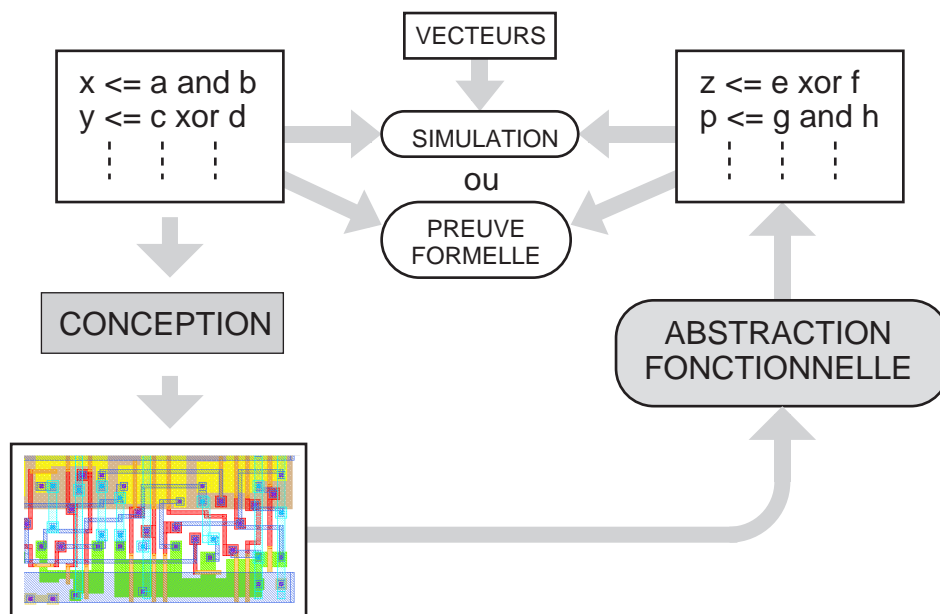 VECTEURS
x <= a and b
y <= c xor d
z <= e xor f
p <= g and h
SIMULATION
ou
PREUVE
FORMELLE
CONCEPTION
ABSTRACTION
FONCTIONNELLE